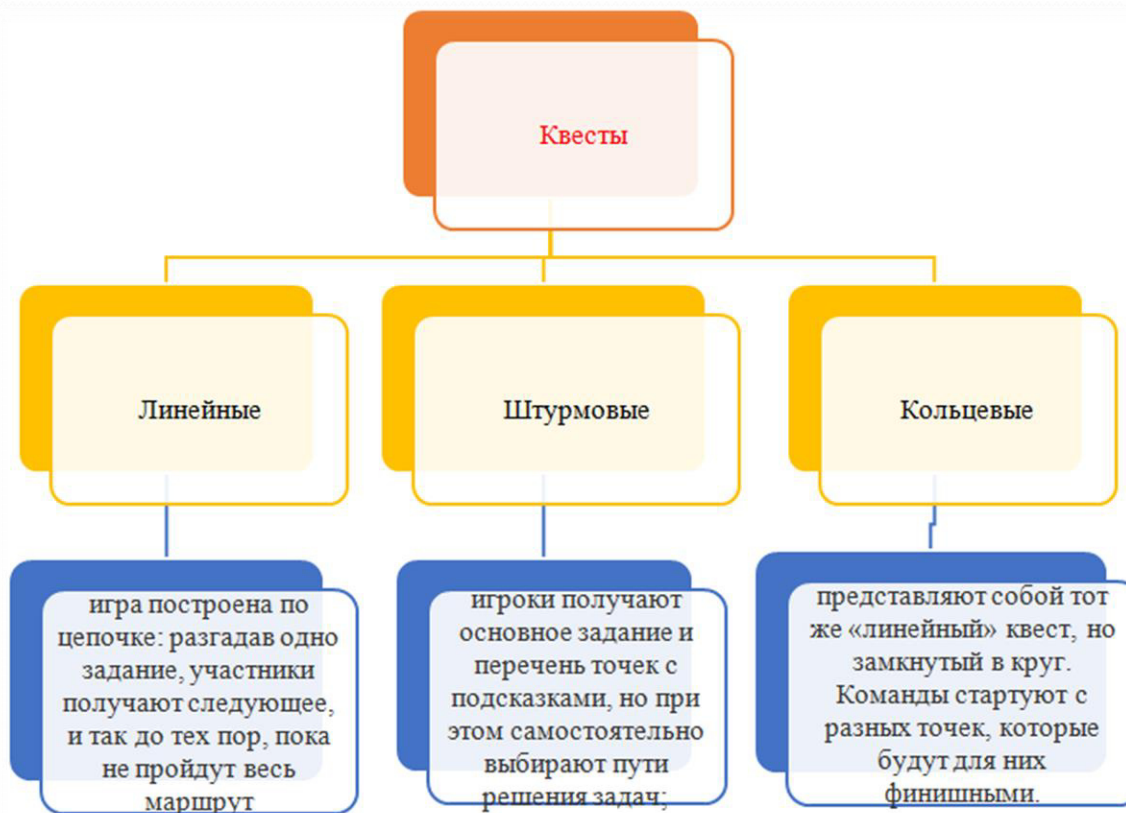 Квесты
Линейные
Штурмовые
Кольцевые
игра построена по
цепочке: разгадав одно
задание, участники
получают следующее,
и так до тех пор, пока
не пройдут весь
маршрут
игроки получают
основное задание и
перечень точек с
подсказками, но при
этом самостоятельно
выбирают пути
решения задач;
представляют собой тот
же «линейный» квест, но
замкнутый в круг.
Команды стартуют с
разных точек, которые
будут для них
финишными.